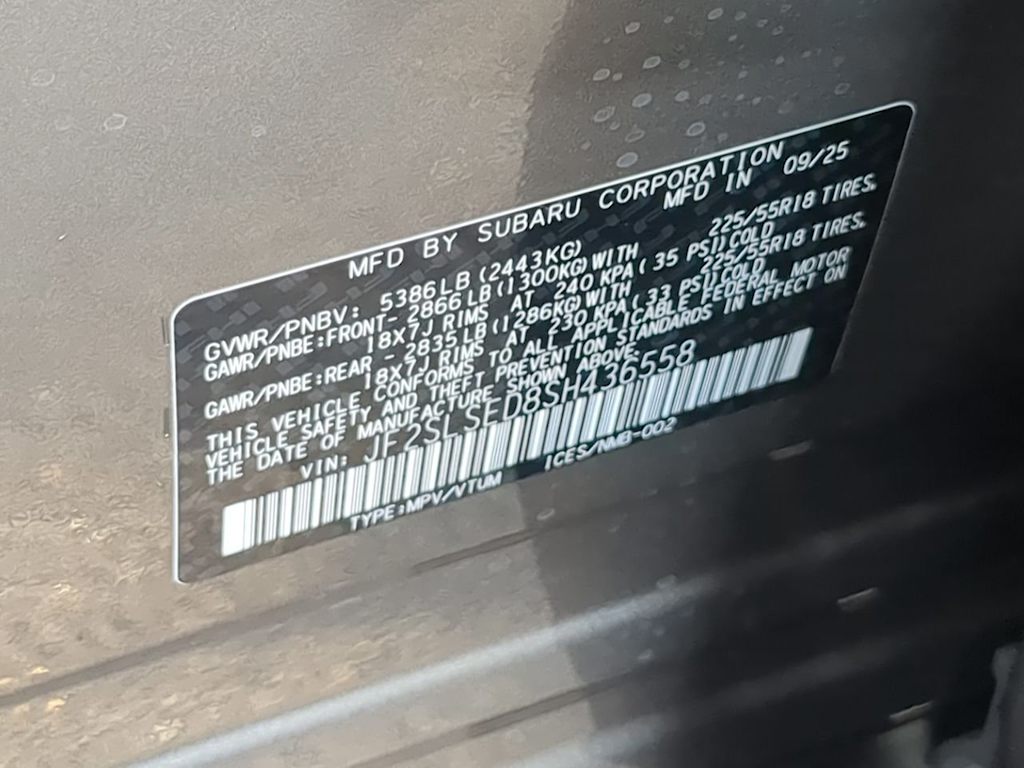 MFD BY SUBARU CORPORATION
MFD IN 09/25
GVWR/PNBV: 5386LB (2443KG)
GAWR/PNBE:FRONT- 2866LB(1300KG)WITH 225/55R18 TIRES,
18X7J RIMS AT 240 KPA( 35 PSI)COLD
GAWR/PNBE:REAR - 2835LB(1286KG)WITH 225/55R18 TIRES,
18X7J RIMS AT 230 KPA( 33 PSI)COLD
THIS VEHICLE CONFORMS TO ALL APPLICABLE FEDERAL MOTOR
VEHICLE SAFETY AND THEFT PREVENTION STANDARDS IN EFFECT ON
THE DATE OF MANUFACTURE SHOWN ABOVE.
VIN: JF2SLSED8SH436558
TYPE:MPV/VTUM ICES/NMB-002